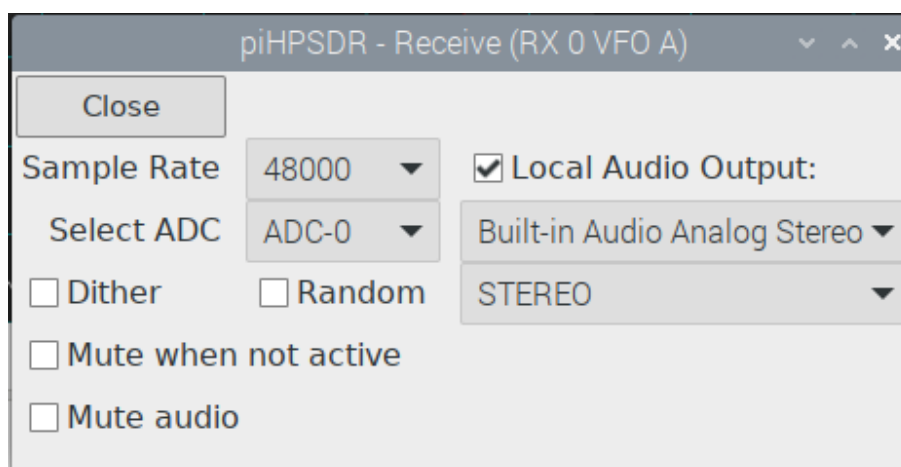 piHPSDR - Receive (RX 0 VFO A)
Close
Sample Rate 48000 Local Audio Output:
Select ADC ADC-0 Built-in Audio Analog Stereo
Dither Random STEREO
Mute when not active
Mute audio